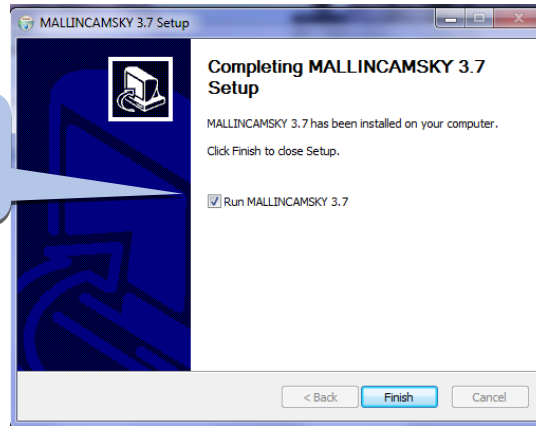 MALLINCAMSKY 3.7 Setup
Completing MALLINCAMSKY 3.7
Setup
MALLINCAMSKY 3.7 has been installed on your computer.
Click Finish to close Setup.
Run MALLINCAMSKY 3.7
< Back Finish Cancel